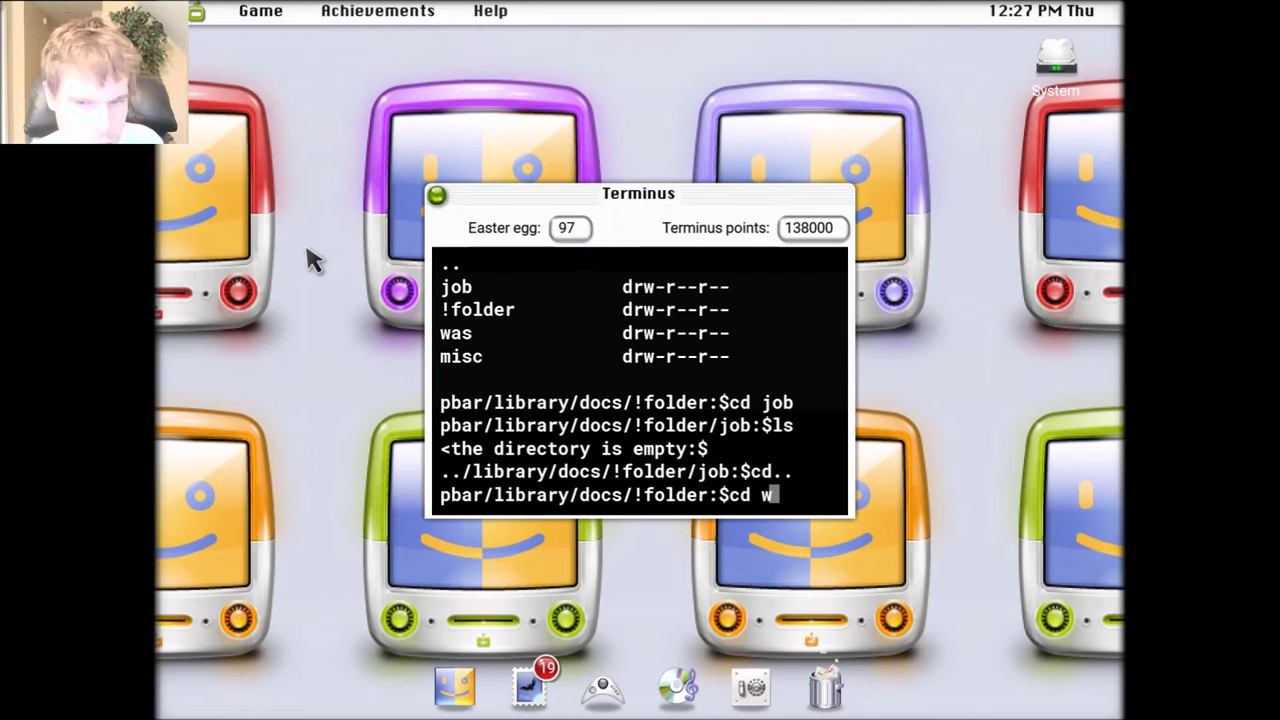 Game Achievements Help 12:27 PM Thu
System
Terminus
Easter egg: 97 Terminus points: 138000
..
job drw-r--r--
!folder drw-r--r--
was drw-r--r--
misc drw-r--r--
pbar/library/docs/!folder:$cd job
pbar/library/docs/!folder/job:$ls
<the directory is empty:$
../library/docs/!folder/job:$cd..
pbar/library/docs/!folder:$cd w
19